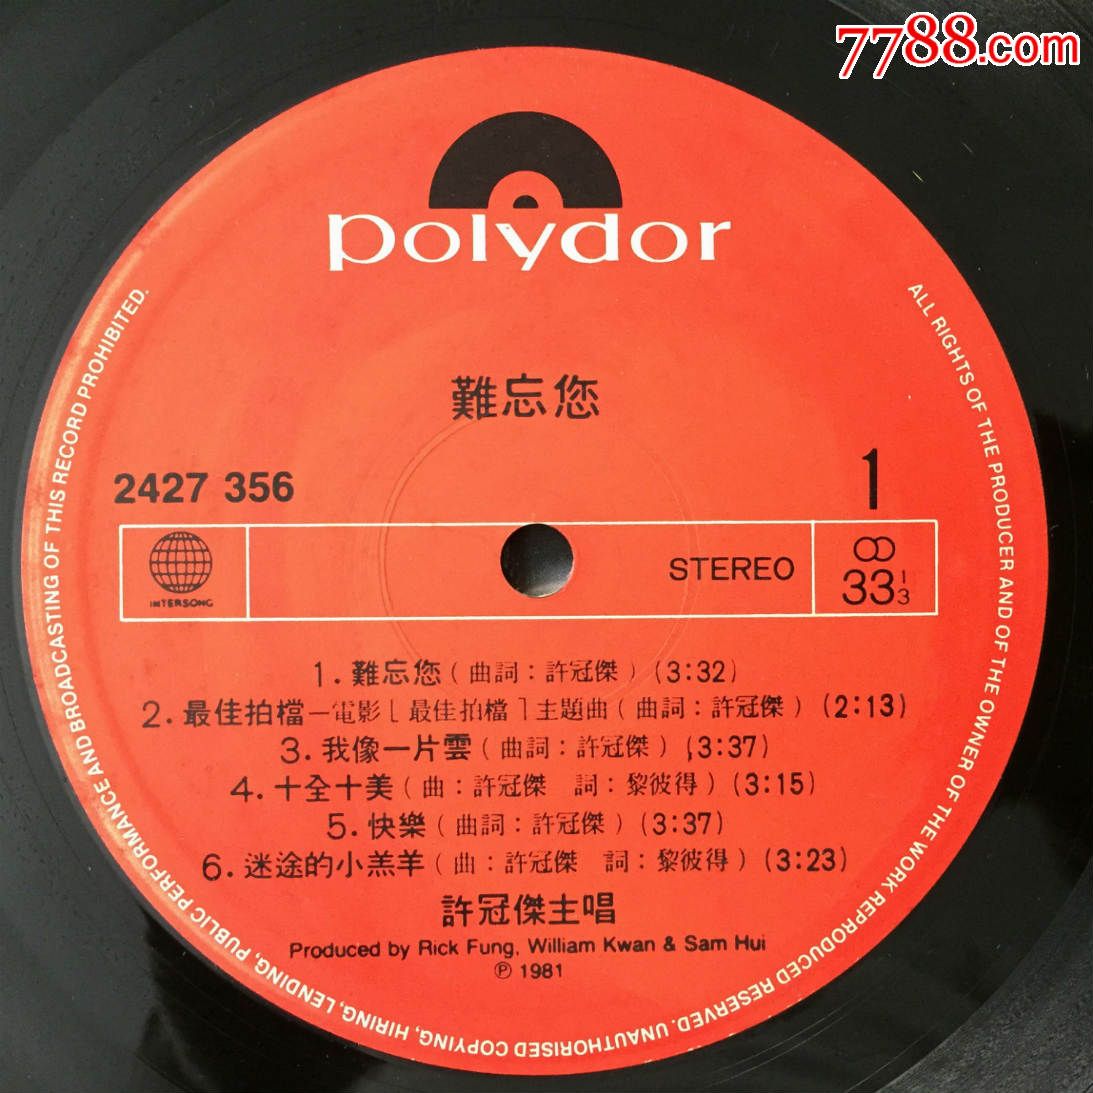 7788.com
polydor
難忘您
2427 356
1
INTERSONG
STEREO
33 1/3
1. 難忘您 ( 曲詞 : 許冠傑 ) (3:32)
2. 最佳拍檔—電影 [ 最佳拍檔 ] 主題曲 ( 曲詞 : 許冠傑 ) (2:13)
3. 我像一片雲 ( 曲詞 : 許冠傑 ) (3:37)
4. 十全十美 ( 曲 : 許冠傑 詞 : 黎彼得 ) (3:15)
5. 快樂 ( 曲詞 : 許冠傑 ) (3:37)
6. 迷途的小羔羊 ( 曲 : 許冠傑 詞 : 黎彼得 ) (3:23)
許冠傑主唱
Produced by Rick Fung, William Kwan & Sam Hui
℗ 1981
ALL RIGHTS OF THE PRODUCER AND OF THE OWNER OF THE WORK REPRODUCED RESERVED. UNAUTHORISED COPYING, HIRING, LENDING, PUBLIC PERFORMANCE AND BROADCASTING OF THIS RECORD PROHIBITED.